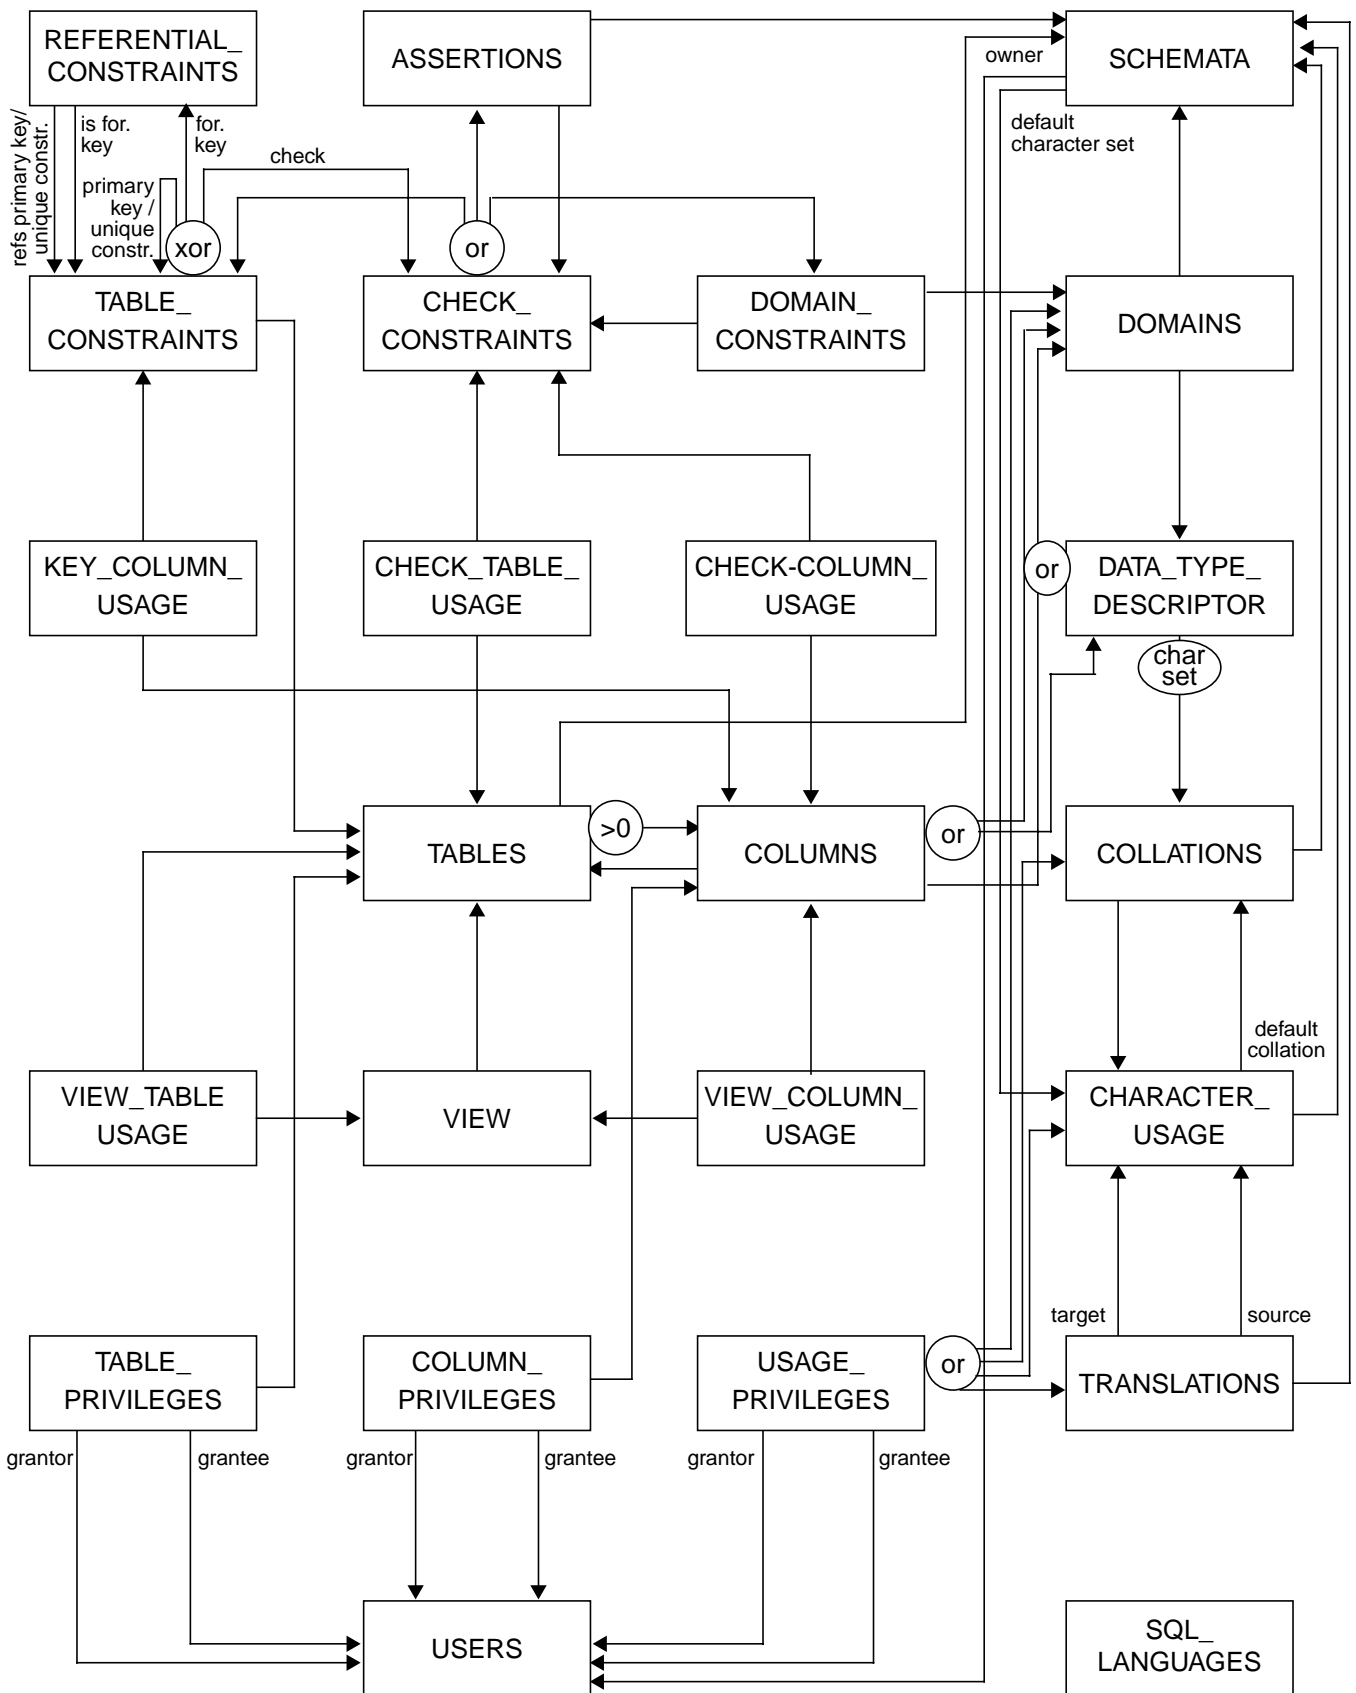 REFERENTIAL_
CONSTRAINTS
ASSERTIONS
SCHEMATA
owner
refs primary key/
unique constr.
is for.
key
for.
key
check
default
character set
primary
key /
unique
constr.
xor
or
TABLE_
CONSTRAINTS
CHECK_
CONSTRAINTS
DOMAIN_
CONSTRAINTS
DOMAINS
KEY_COLUMN_
USAGE
CHECK_TABLE_
USAGE
CHECK-COLUMN_
USAGE
or
DATA_TYPE_
DESCRIPTOR
char
set
TABLES
>0
COLUMNS
or
COLLATIONS
default
collation
VIEW_TABLE
USAGE
VIEW
VIEW_COLUMN_
USAGE
CHARACTER_
USAGE
target
source
TABLE_
PRIVILEGES
COLUMN_
PRIVILEGES
USAGE_
PRIVILEGES
or
TRANSLATIONS
grantor
grantee
grantor
grantee
grantor
grantee
USERS
SQL_
LANGUAGES